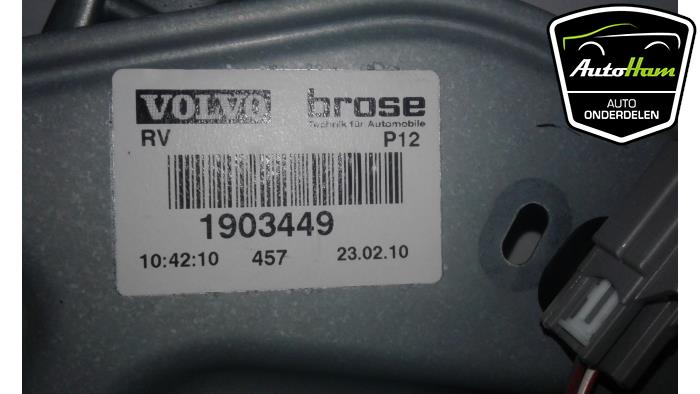 VOLVO brose
Technik für Automobile
RV P12
1903449
10:42:10 457 23.02.10
AutoHam
AUTO
ONDERDELEN